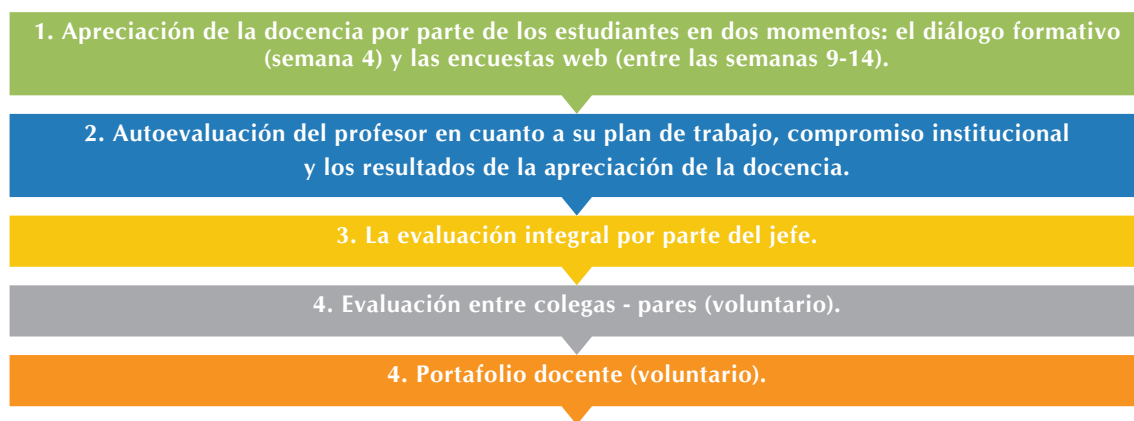 1. Apreciación de la docencia por parte de los estudiantes en dos momentos: el diálogo formativo
(semana 4) y las encuestas web (entre las semanas 9-14).
2. Autoevaluación del profesor en cuanto a su plan de trabajo, compromiso institucional
y los resultados de la apreciación de la docencia.
3. La evaluación integral por parte del jefe.
4. Evaluación entre colegas - pares (voluntario).
4. Portafolio docente (voluntario).